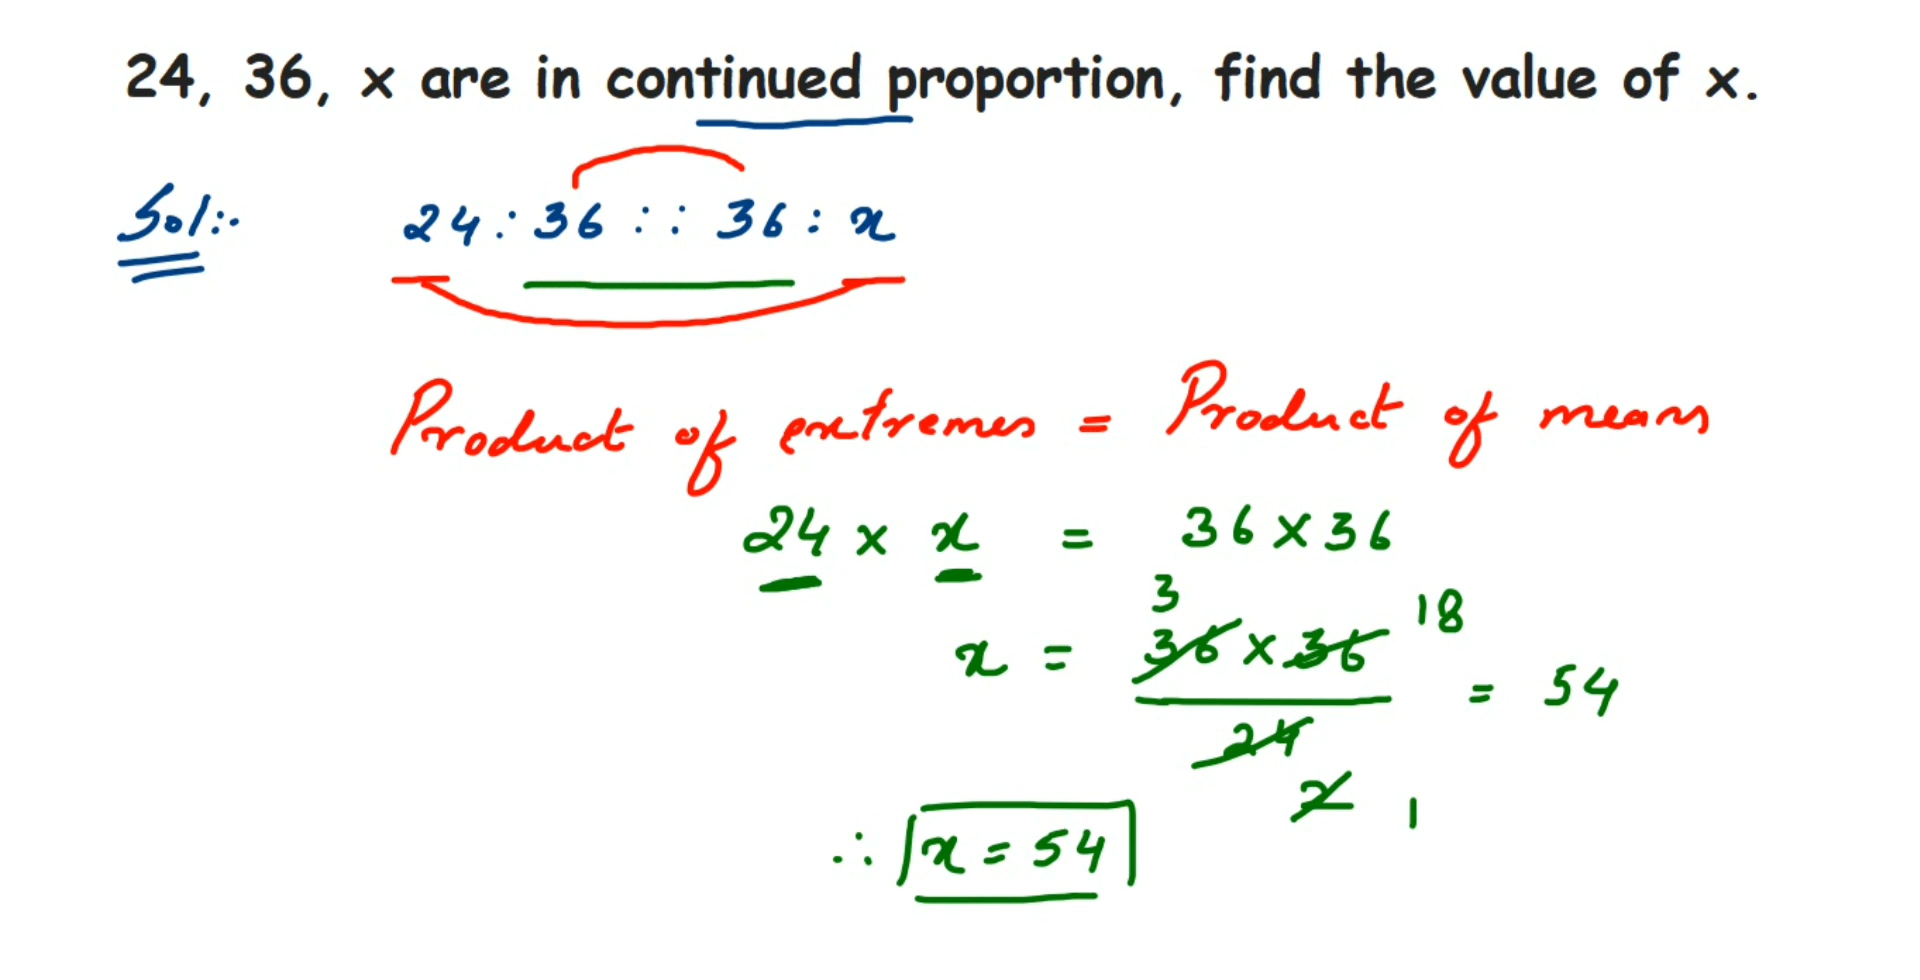 24, 36, x are in continued proportion, find the value of x.
Sol:- 24 : 36 :: 36 : x
Product of extremes = Product of means
24 × x = 36 × 36
3 18
x = 36 × 36 = 54
24
2 1
∴ x = 54